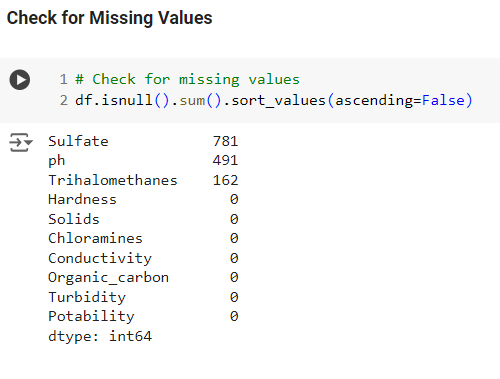 Check for Missing Values
1 # Check for missing values
2 df.isnull().sum().sort_values(ascending=False)
Sulfate 781
ph 491
Trihalomethanes 162
Hardness 0
Solids 0
Chloramines 0
Conductivity 0
Organic_carbon 0
Turbidity 0
Potability 0
dtype: int64